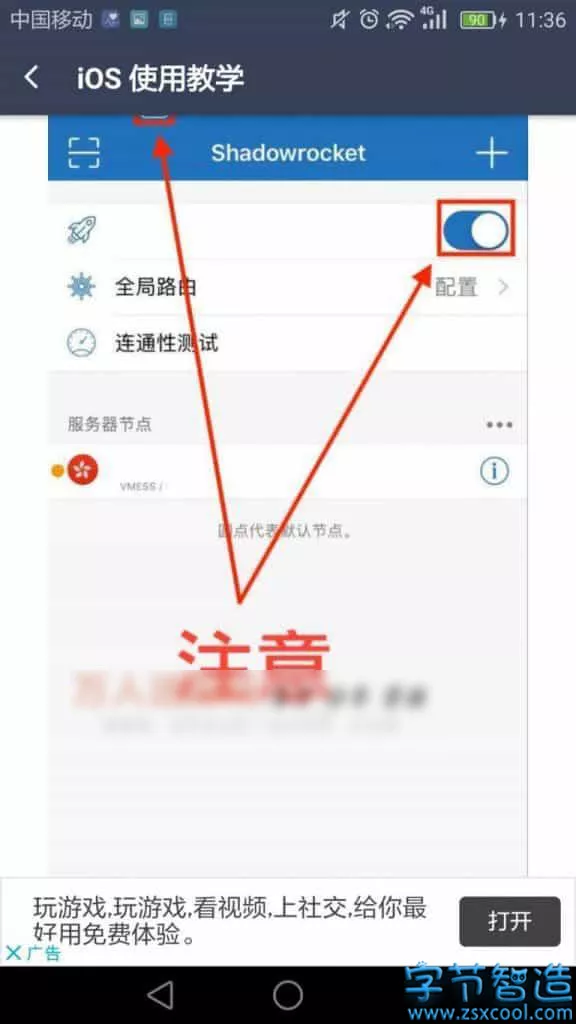 中国移动 4G 90 11:36
iOS 使用教学
Shadowrocket
全局路由 配置
连通性测试
服务器节点
VMESS /
圆点代表默认节点。
注意
玩游戏,玩游戏,看视频,上社交,给你最
好用免费体验。
打开
广告
字节智造
www.zsxcool.com